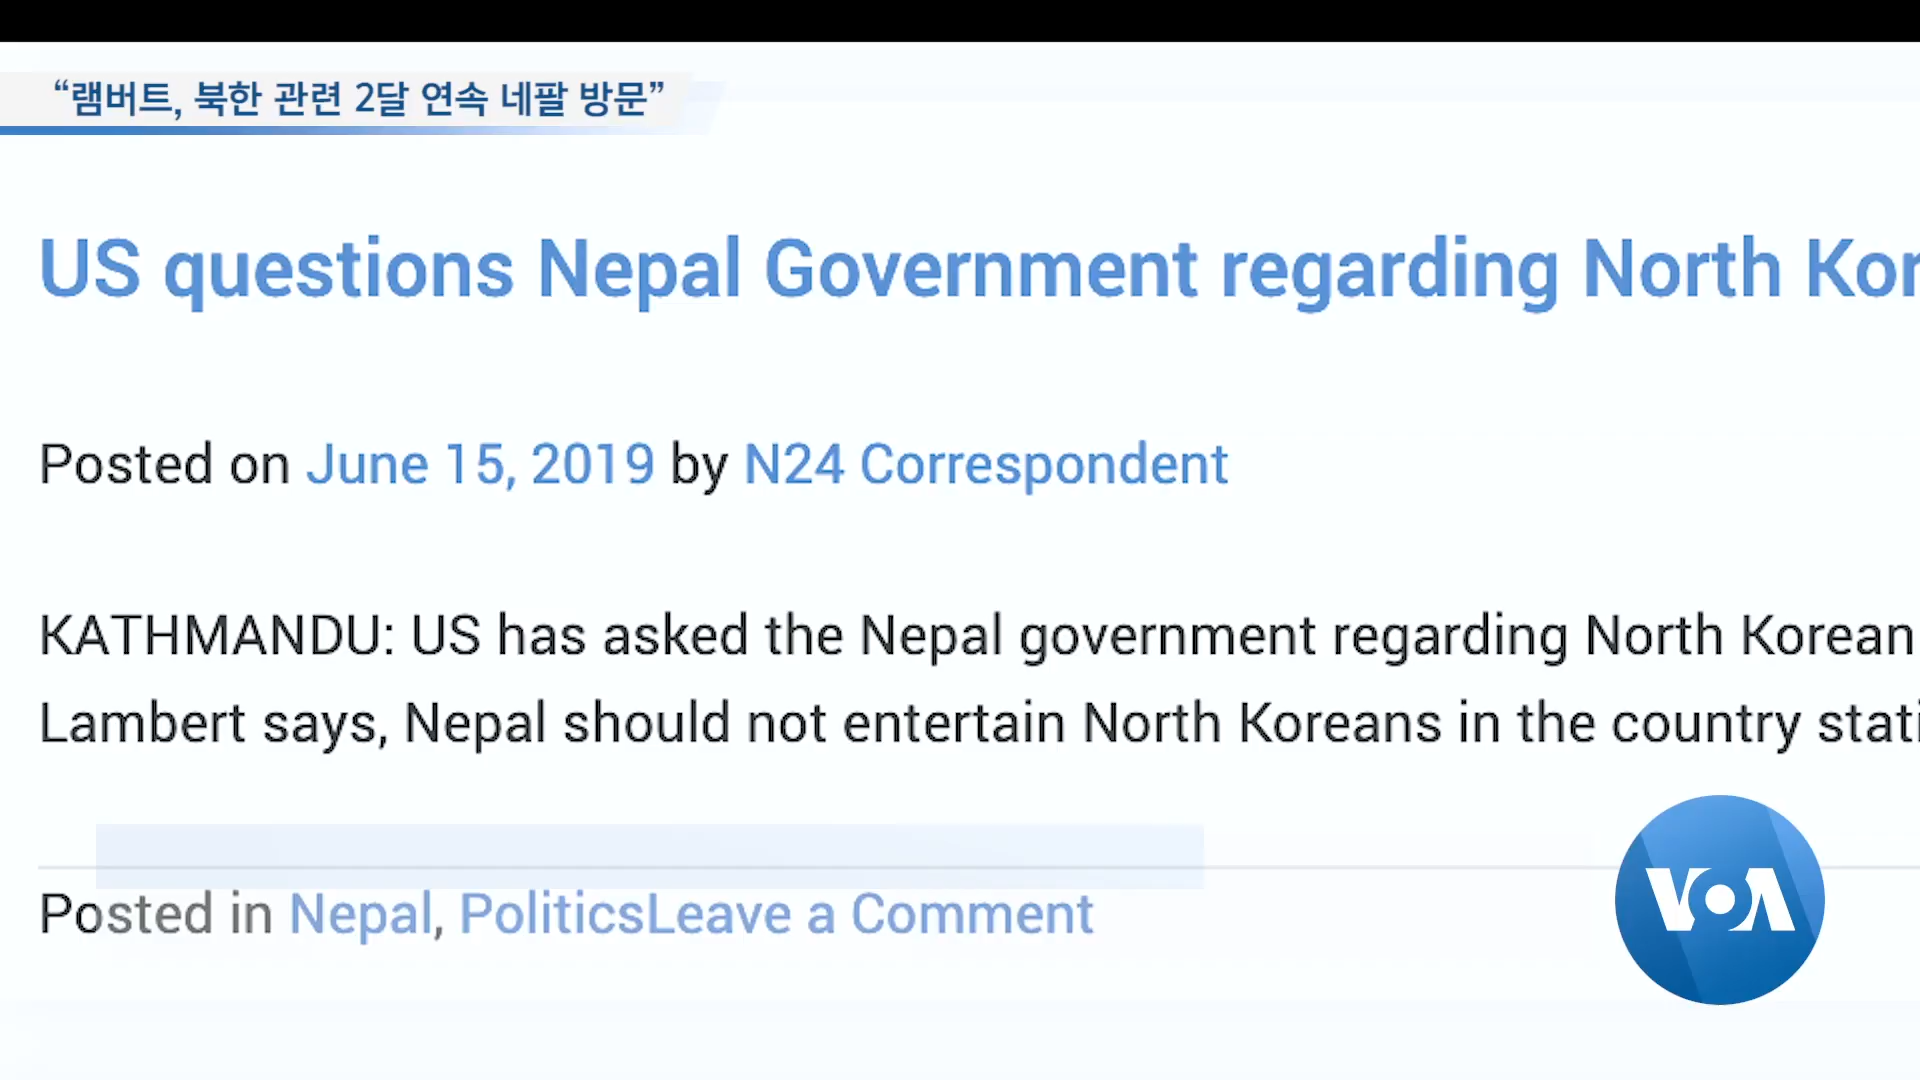 “램버트, 북한 관련 2달 연속 네팔 방문”
US questions Nepal Government regarding North Kor
Posted on June 15, 2019 by N24 Correspondent
KATHMANDU: US has asked the Nepal government regarding North Korean
Lambert says, Nepal should not entertain North Koreans in the country stati
Posted in Nepal, PoliticsLeave a Comment
VOA